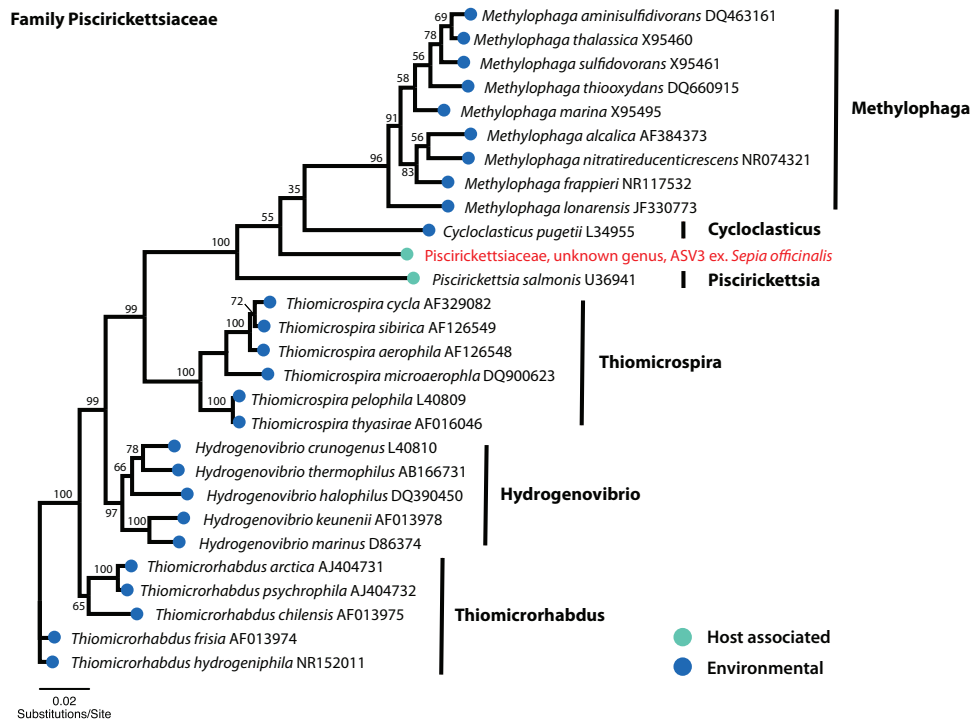 Family Piscirickettsiaceae
69
Methylophaga aminisulfidivorans DQ463161
78
Methylophaga thalassica X95460
56
Methylophaga sulfidovorans X95461
58
Methylophaga thiooxydans DQ660915
Methylophaga marina X95495
Methylophaga
91
56
Methylophaga alcalica AF384373
96
Methylophaga nitratireducenticrescens NR074321
83
Methylophaga frappieri NR117532
35
Methylophaga lonarensis JF330773
55
Cycloclasticus pugetii L34955
Cycloclasticus
100
Piscirickettsiaceae, unknown genus, ASV3 ex. Sepia officinalis
Piscirickettsia salmonis U36941
Piscirickettsia
99
72
Thiomicrospira cycla AF329082
100
Thiomicrospira sibirica AF126549
Thiomicrospira aerophila AF126548
Thiomicrospira
100
Thiomicrospira microaerophla DQ900623
100
Thiomicrospira pelophila L40809
Thiomicrospira thyasirae AF016046
99
78
Hydrogenovibrio crunogenus L40810
66
Hydrogenovibrio thermophilus AB166731
Hydrogenovibrio halophilus DQ390450
Hydrogenovibrio
97
100
Hydrogenovibrio keunenii AF013978
Hydrogenovibrio marinus D86374
100
100
Thiomicrorhabdus arctica AJ404731
Thiomicrorhabdus psychrophila AJ404732
65
Thiomicrorhabdus chilensis AF013975
Thiomicrorhabdus
Thiomicrorhabdus frisia AF013974
Thiomicrorhabdus hydrogeniphila NR152011
Host associated
Environmental
0.02
Substitutions/Site